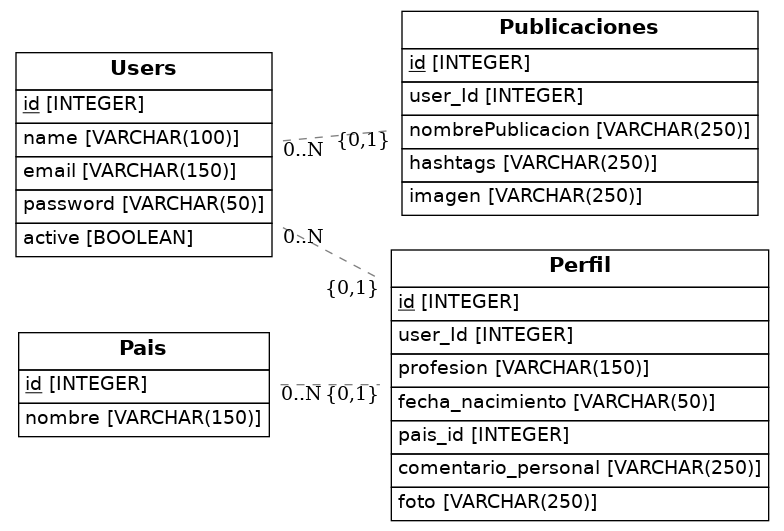 Users
id [INTEGER]
name [VARCHAR(100)]
email [VARCHAR(150)]
password [VARCHAR(50)]
active [BOOLEAN]
Publicaciones
id [INTEGER]
user_Id [INTEGER]
nombrePublicacion [VARCHAR(250)]
hashtags [VARCHAR(250)]
imagen [VARCHAR(250)]
0..N {0,1}
0..N
{0,1}
Pais
id [INTEGER]
nombre [VARCHAR(150)]
0..N {0,1}
Perfil
id [INTEGER]
user_Id [INTEGER]
profesion [VARCHAR(150)]
fecha_nacimiento [VARCHAR(50)]
pais_id [INTEGER]
comentario_personal [VARCHAR(250)]
foto [VARCHAR(250)]